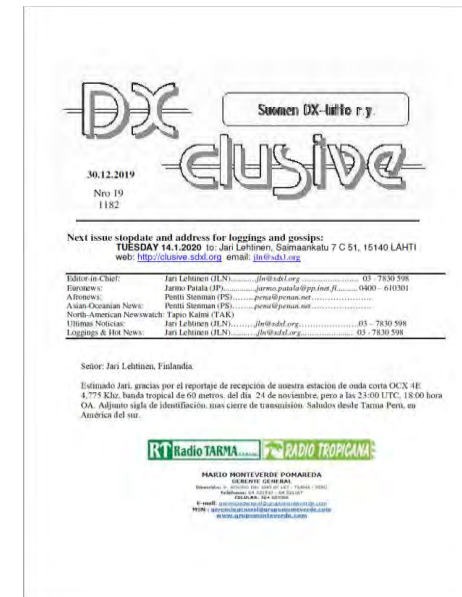 DX
clusive
Suomen DX-liitto r.y.
30.12.2019
Nro 19
1182
Next issue stopdate and address for loggings and gossips:
TUESDAY 14.1.2020 to: Jari Lehtinen, Saimaankatu 7 C 51, 15140 LAHTI
web: http://clusive.sdxl.org email: jln@sdxl.org
Editor-in-Chief: Jari Lehtinen (JLN)........jln@sdxl.org........................ 03 - 7830 598
Euronews: Jarmo Patala (JP)..........jarmo.patala@pp.inet.fi.......... 0400 – 610301
Afronews: Pentti Stenman (PS).......pena@penan.net......................
Asian-Oceanian News: Pentti Stenman (PS).......pena@penan.net......................
North-American Newswatch: Tapio Kalmi (TAK)
Ultimas Noticias: Jari Lehtinen (JLN)........jln@sdxl.org........................03 – 7830 598
Loggings & Hot News: Jari Lehtinen (JLN)........jln@sdxl.org........................03 - 7830 598
Señor: Jari Lehtinen, Finlandia.
Estimado Jari, gracias por el reportaje de recepción de nuestra estación de onda corta OCX 4E
4,775 Khz, banda tropical de 60 metros, del día 24 de noviembre, pero a las 23:00 UTC, 18:00 hora
OA. Adjunto sigla de identifiación, mas cierre de transmisión. Saludos desde Tarma Perú, en
América del sur.
RT Radio TARMA
RADIO TROPICANA
MARIO MONTEVERDE POMAREDA
GERENTE GENERAL
E-mail:
MSN :
www.grupomonteverde.com